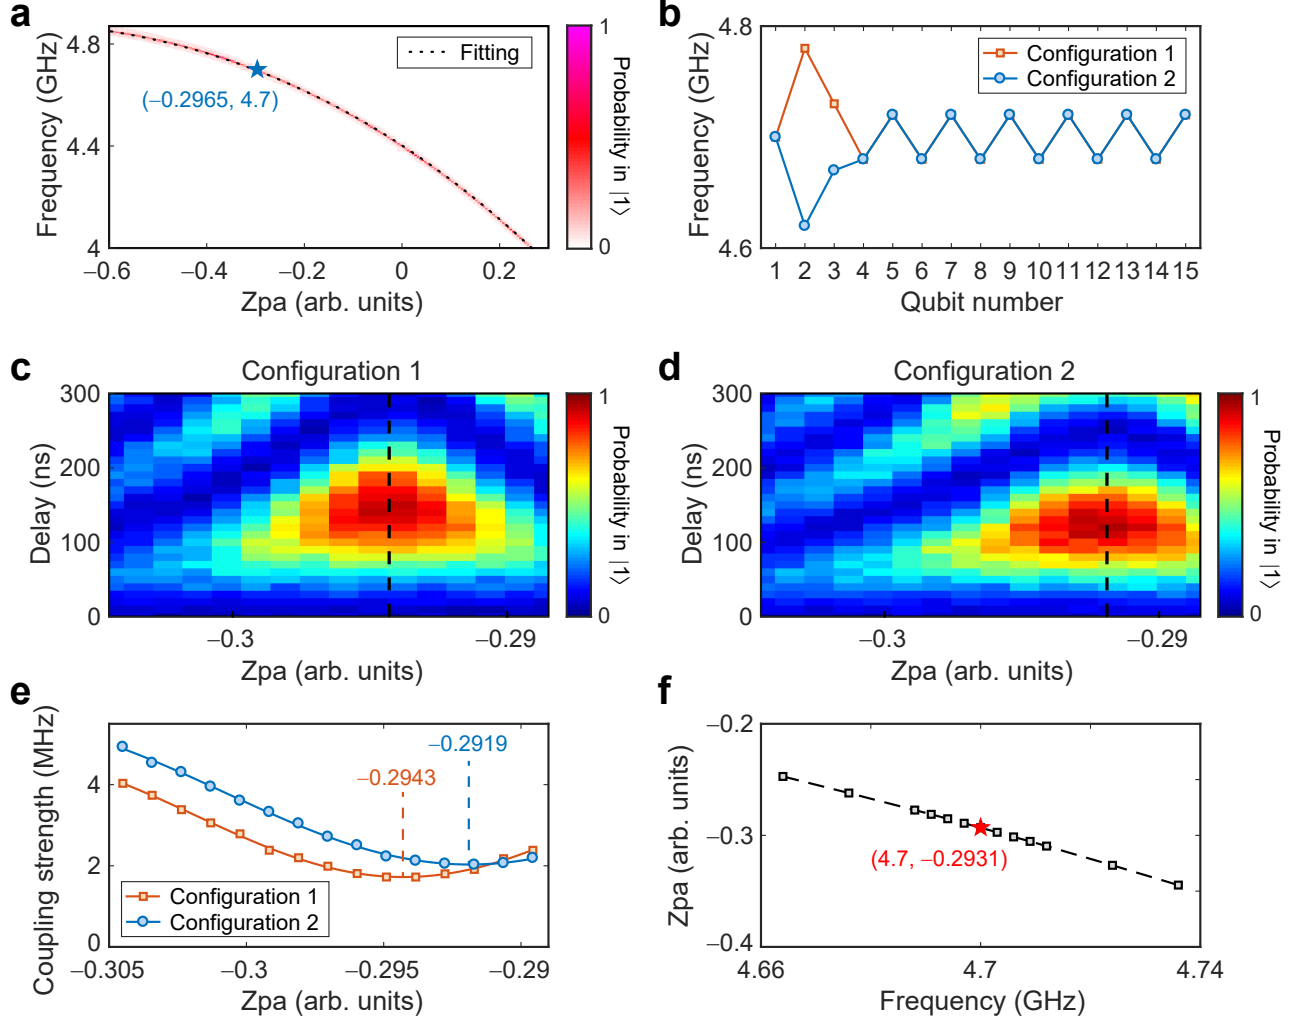 a
Frequency (GHz)
4.8
4.4
4
−0.6
−0.4
−0.2
0
0.2
Zpa (arb. units)
Fitting
(−0.2965, 4.7)
1
0
Probability in |1⟩
b
Frequency (GHz)
4.8
4.6
Configuration 1
Configuration 2
1 2 3 4 5 6 7 8 9 10 11 12 13 14 15
Qubit number
c
Configuration 1
Delay (ns)
300
200
100
0
−0.3
−0.29
Zpa (arb. units)
1
0
Probability in |1⟩
d
Configuration 2
Delay (ns)
300
200
100
0
−0.3
−0.29
Zpa (arb. units)
1
0
Probability in |1⟩
e
Coupling strength (MHz)
4
2
0
−0.2919
−0.2943
Configuration 1
Configuration 2
-0.305
−0.3
−0.295
−0.29
Zpa (arb. units)
f
Zpa (arb. units)
−0.2
−0.3
−0.4
(4.7, −0.2931)
4.66
4.7
4.74
Frequency (GHz)